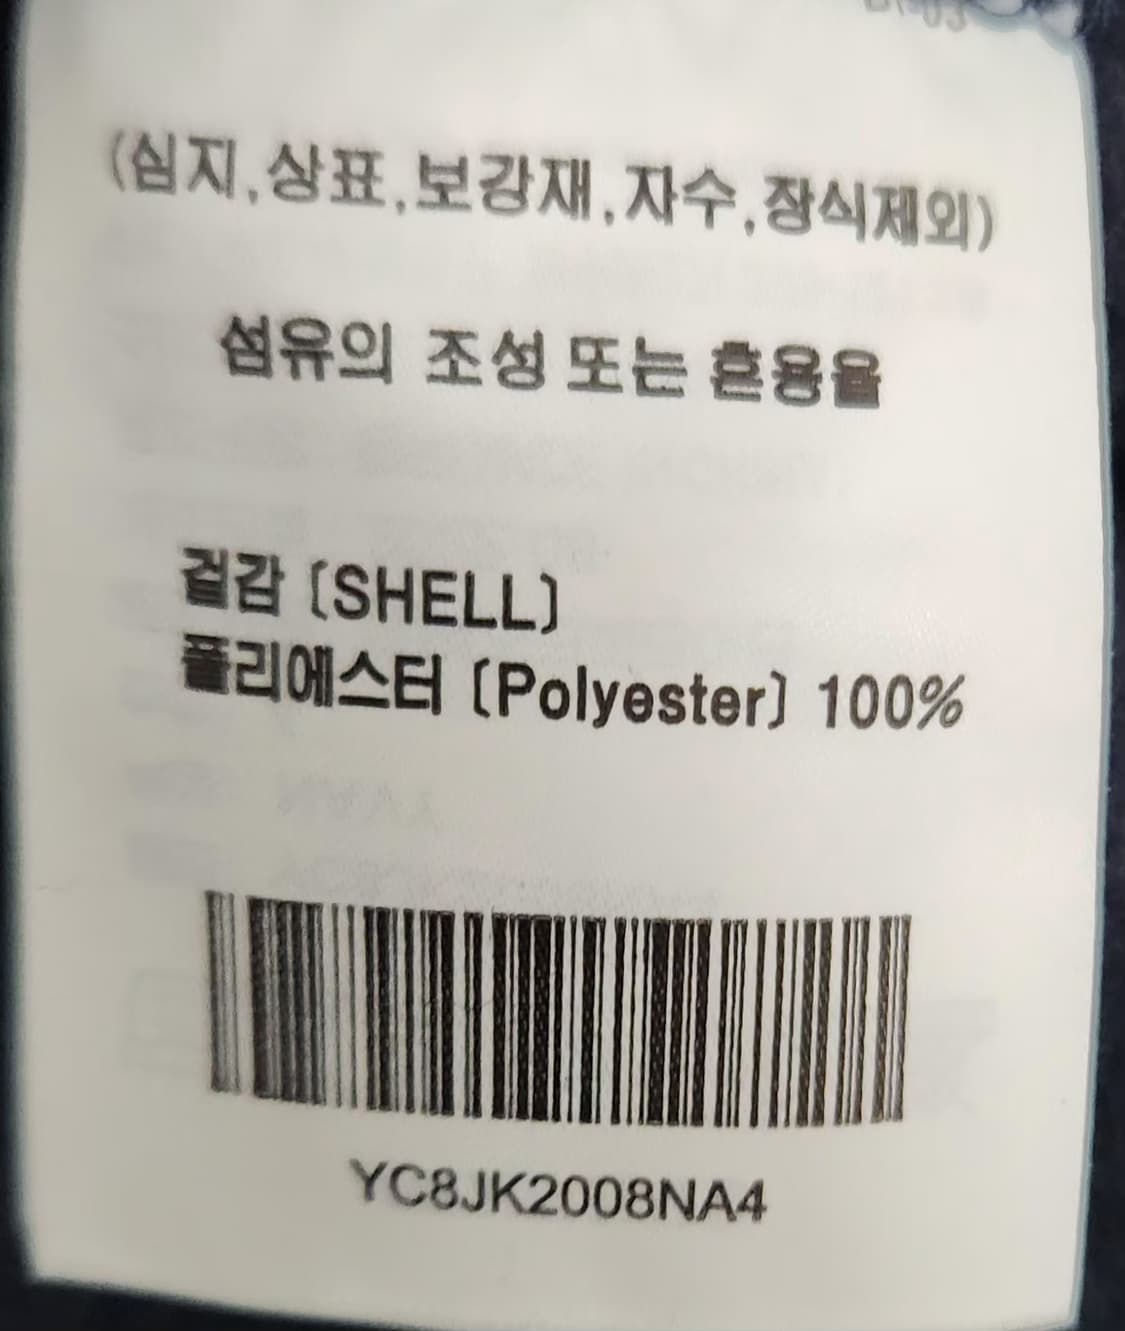 (심지,상표,보강재,자수,장식제외)
섬유의 조성 또는 혼용율
겉감 (SHELL)
폴리에스터 (Polyester) 100%
YC8JK2008NA4